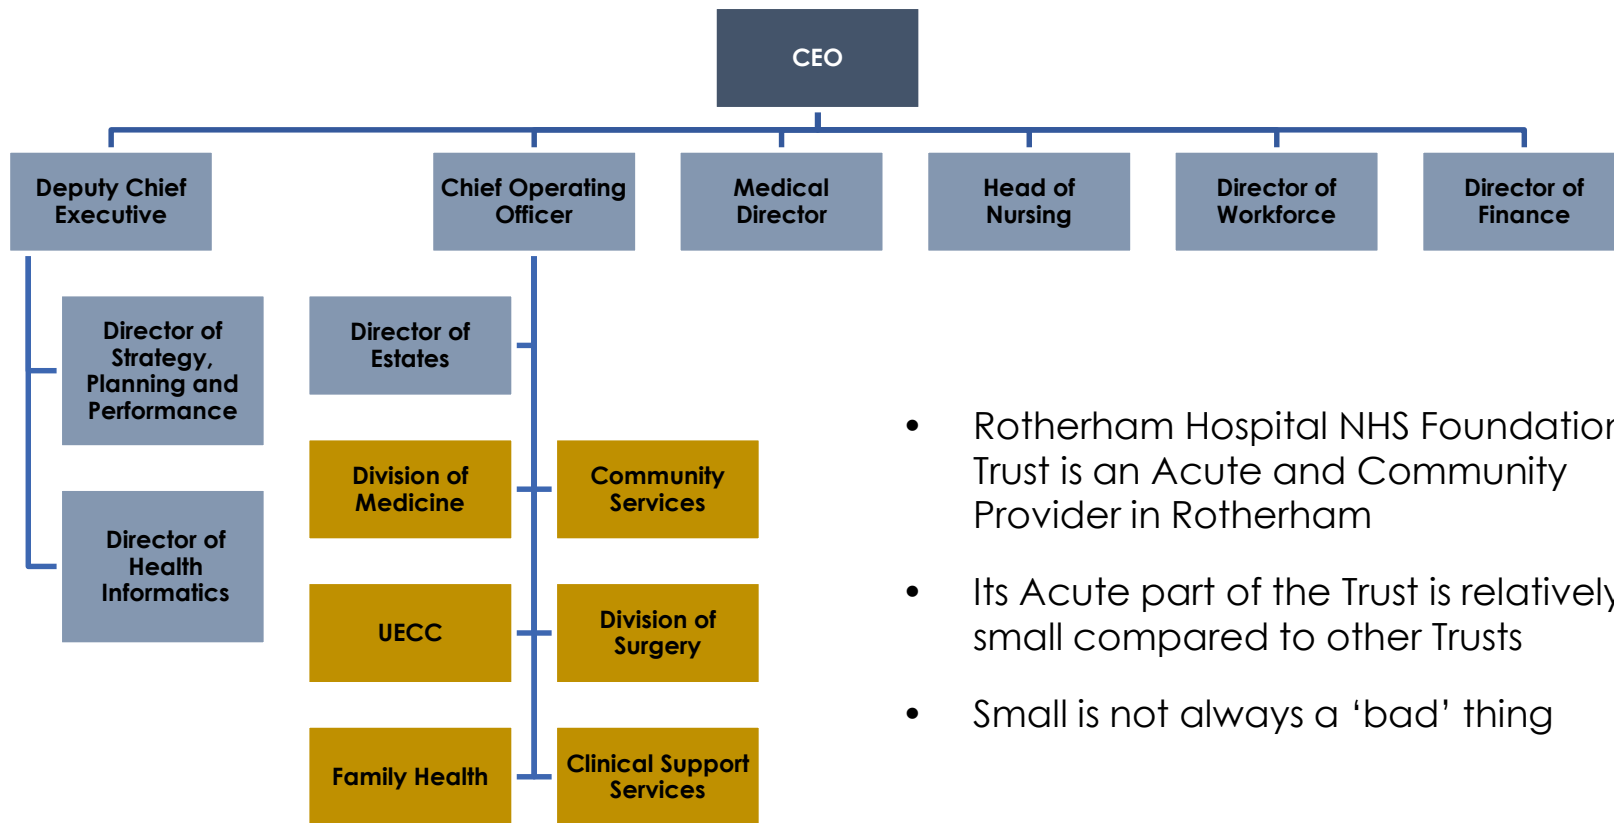 CEO
Deputy Chief
Executive
Chief Operating
Officer
Medical
Director
Head of
Nursing
Director of
Workforce
Director of
Finance
Director of
Strategy,
Planning and
Performance
Director of
Health
Informatics
Director of
Estates
Division of
Medicine
Community
Services
UECC
Division of
Surgery
Family Health
Clinical Support
Services
• Rotherham Hospital NHS Foundation
Trust is an Acute and Community
Provider in Rotherham
• Its Acute part of the Trust is relatively
small compared to other Trusts
• Small is not always a ‘bad’ thing